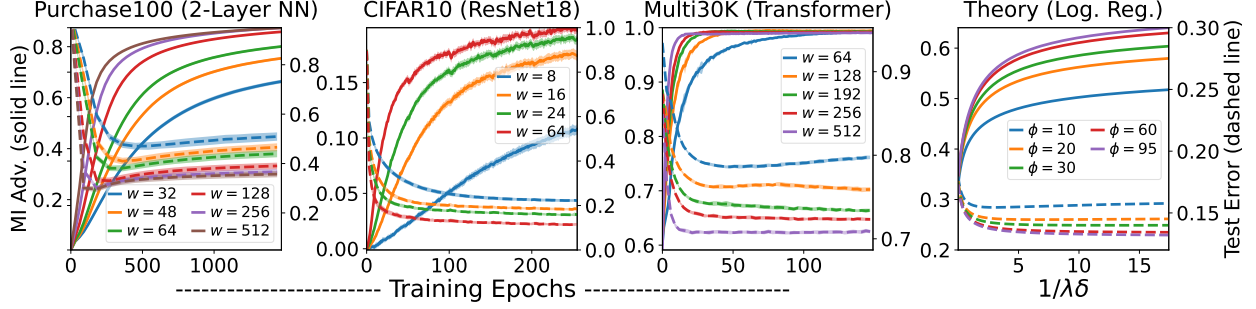 Purchase100 (2-Layer NN)
CIFAR10 (ResNet18)
Multi30K (Transformer)
Theory (Log. Reg.)
MI Adv. (solid line)
0.8
0.6
0.4
0.2
0.8
0.6
0.4
0.2
w = 32
w = 48
w = 64
w = 128
w = 256
w = 512
0
500
1000
0.15
0.10
0.05
0.00
1.0
0.8
0.6
0.4
0.2
0.0
w = 8
w = 16
w = 24
w = 64
0
100
200
1.0
0.9
0.8
0.7
0.6
0.9
0.8
0.7
w = 64
w = 128
w = 192
w = 256
w = 512
0
50
100
0.6
0.5
0.4
0.3
0.2
0.30
0.25
0.20
0.15
ϕ = 10
ϕ = 20
ϕ = 30
ϕ = 60
ϕ = 95
5
10
15
Test Error (dashed line)
Training Epochs
1/λδ